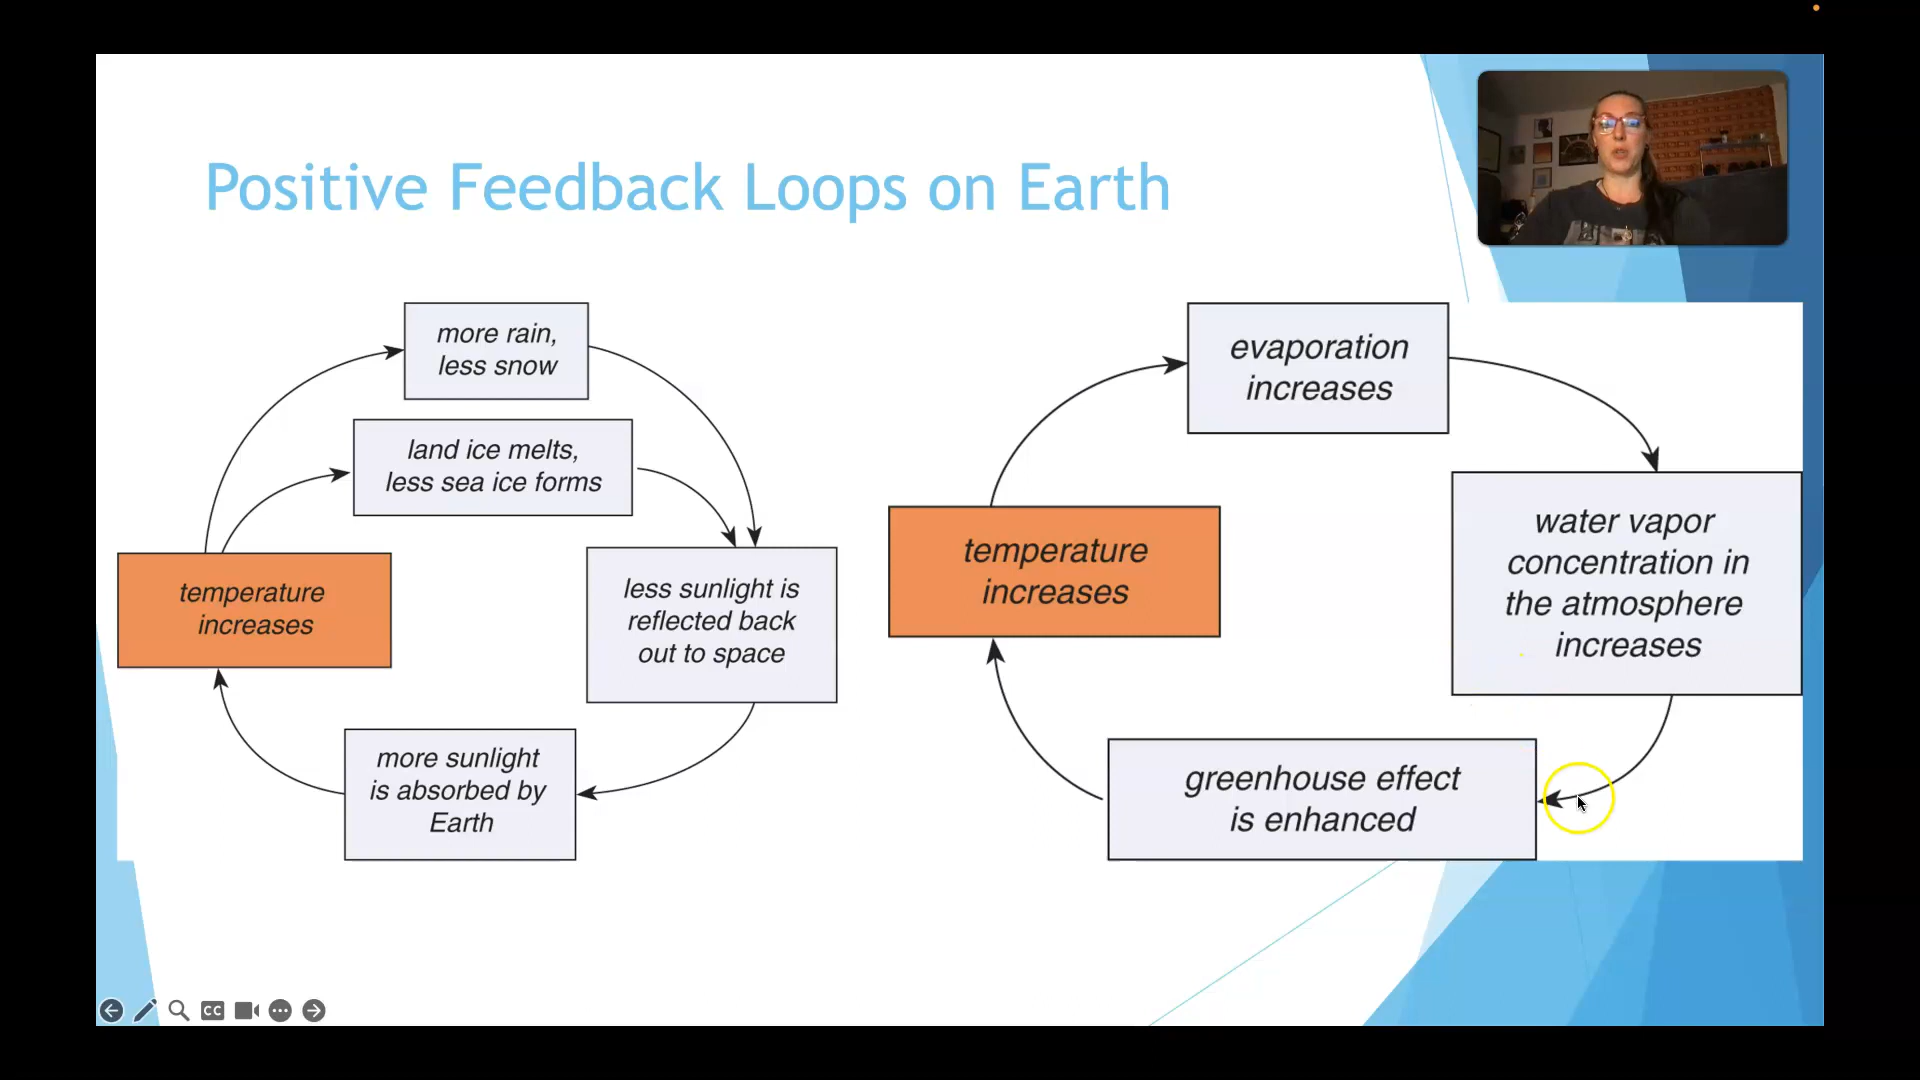 Positive Feedback Loops on Earth
more rain,
less snow
land ice melts,
less sea ice forms
temperature
increases
less sunlight is
reflected back
out to space
more sunlight
is absorbed by
Earth
evaporation
increases
temperature
increases
water vapor
concentration in
the atmosphere
increases
greenhouse effect
is enhanced
CC